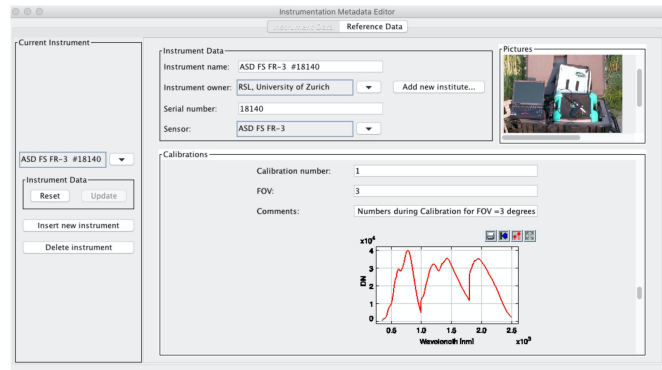 Instrumentation Metadata Editor
Instrument Data Reference Data
Current Instrument
ASD FS FR-3 #18140
Instrument Data
Reset Update
Insert new instrument
Delete instrument
Instrument Data
Instrument name: ASD FS FR-3 #18140
Instrument owner: RSL, University of Zurich Add new institute...
Serial number: 18140
Sensor: ASD FS FR-3
Pictures
Calibrations
Calibration number: 1
FOV: 3
Comments: Numbers during Calibration for FOV =3 degrees
x10⁴
4
3
2
1
0
DN
0.5 1.0 1.5 2.0 2.5
Wavelength [nm] x10³